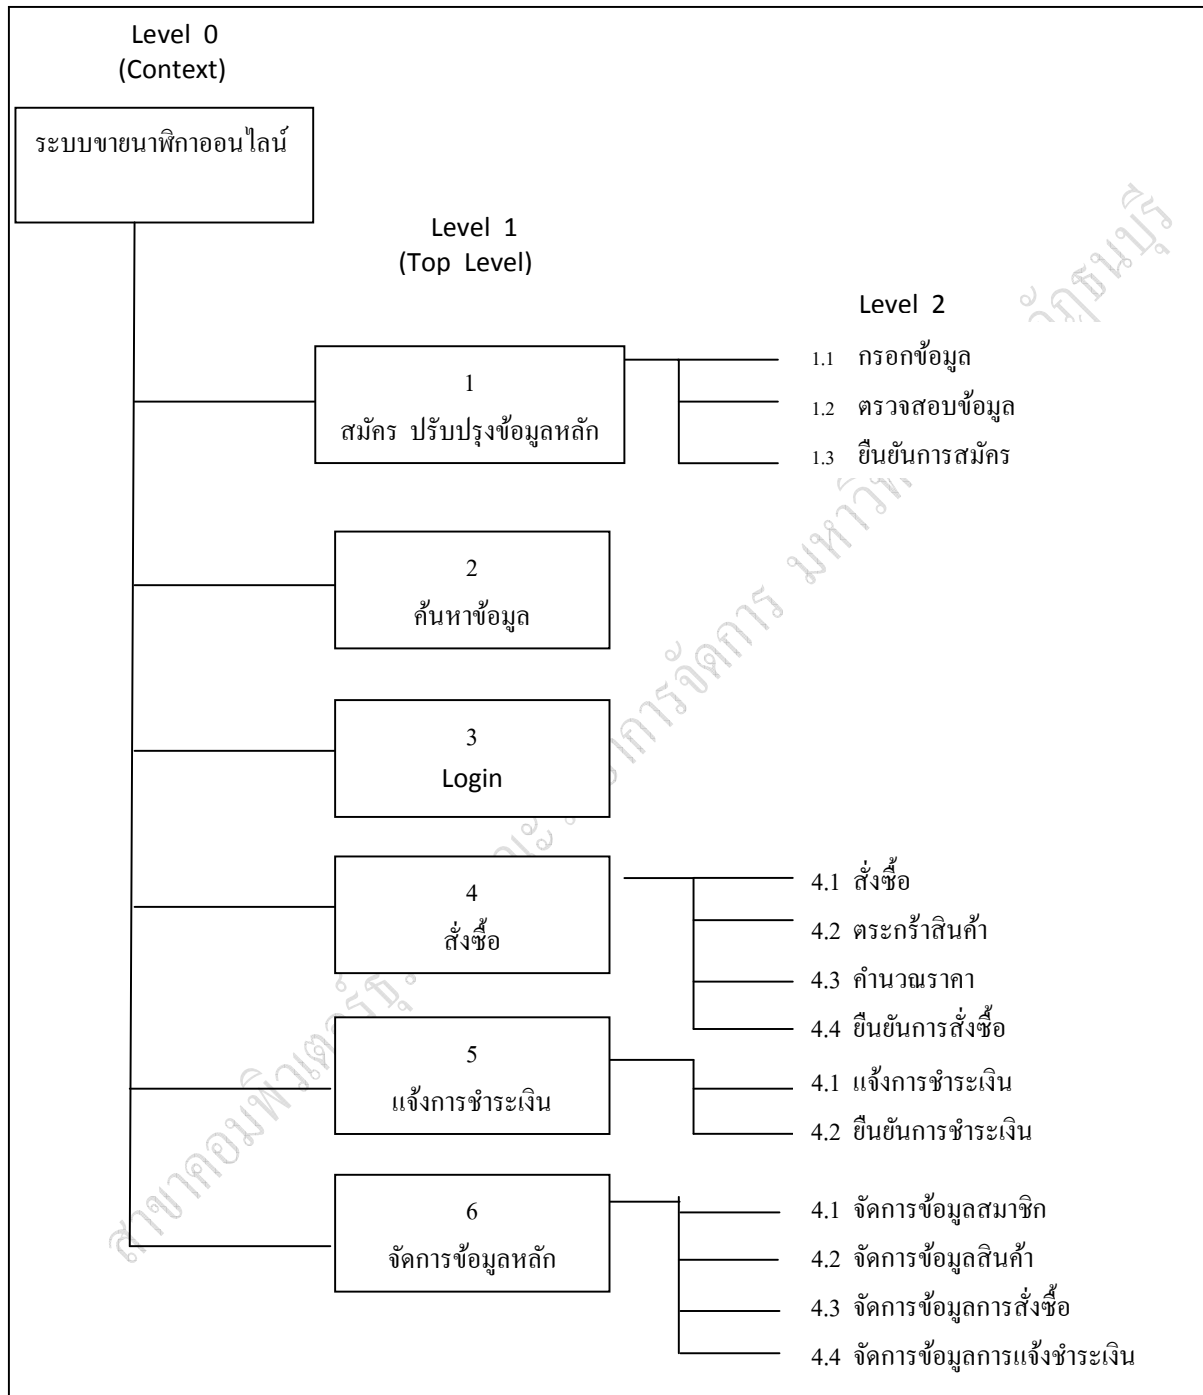 Level 0
(Context)
ระบบขายนาฬิกาออนไลน์
Level 1
(Top Level)
Level 2
1
สมัคร ปรับปรุงข้อมูลหลัก
1.1 กรอกข้อมูล
1.2 ตรวจสอบข้อมูล
1.3 ยืนยันการสมัคร
2
ค้นหาข้อมูล
3
Login
4
สั่งซื้อ
4.1 สั่งซื้อ
4.2 ตระกร้าสินค้า
4.3 คำนวณราคา
4.4 ยืนยันการสั่งซื้อ
5
แจ้งการชำระเงิน
4.1 แจ้งการชำระเงิน
4.2 ยืนยันการชำระเงิน
6
จัดการข้อมูลหลัก
4.1 จัดการข้อมูลสมาชิก
4.2 จัดการข้อมูลสินค้า
4.3 จัดการข้อมูลการสั่งซื้อ
4.4 จัดการข้อมูลการแจ้งชำระเงิน